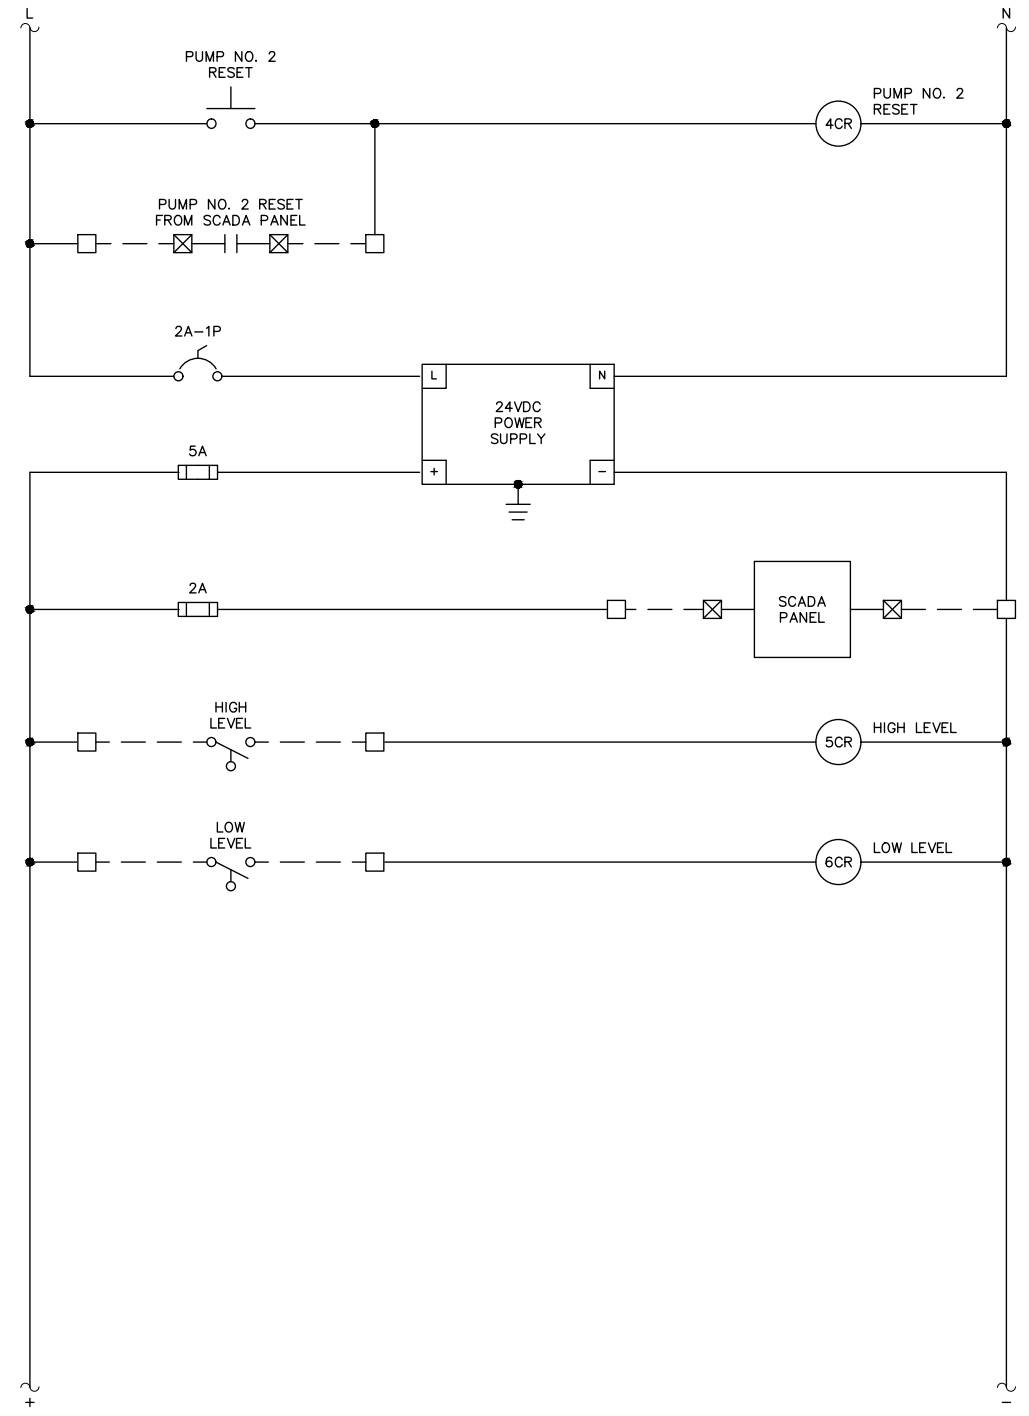 L
N
PUMP NO. 2
RESET
PUMP NO. 2
RESET
4CR
PUMP NO. 2 RESET
FROM SCADA PANEL
2A-1P
L
N
24VDC
POWER
SUPPLY
5A
+
-
2A
SCADA
PANEL
HIGH
LEVEL
5CR
HIGH LEVEL
LOW
LEVEL
6CR
LOW LEVEL
+
-